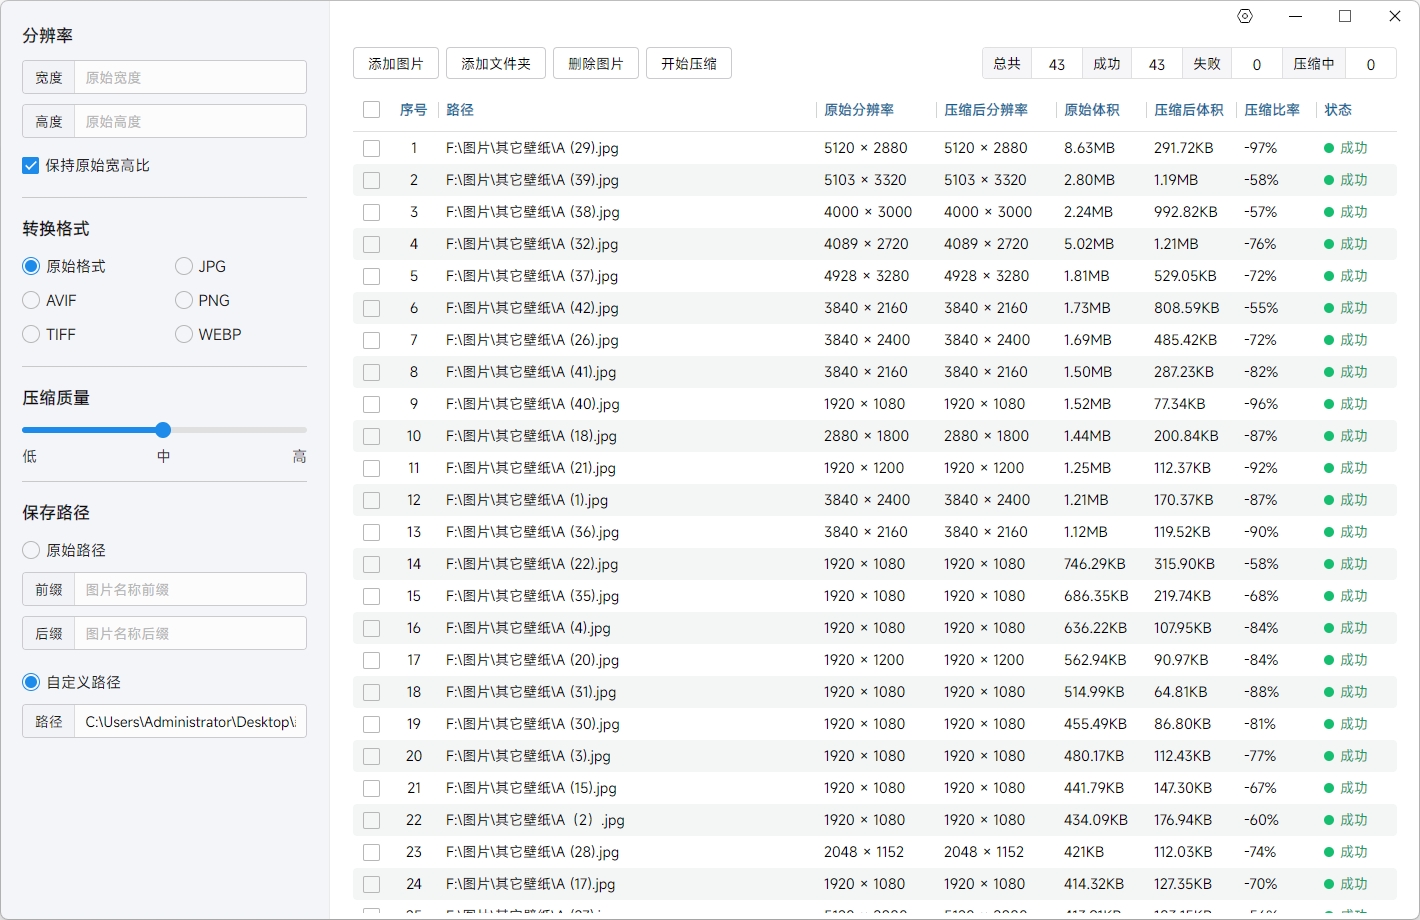 分辨率
宽度 原始宽度
高度 原始高度
保持原始宽高比
转换格式
原始格式 JPG
AVIF PNG
TIFF WEBP
压缩质量
低 中 高
保存路径
原始路径
前缀 图片名称前缀
后缀 图片名称后缀
自定义路径
路径 C:\Users\Administrator\Desktop\
添加图片 添加文件夹 删除图片 开始压缩 总共 43 成功 43 失败 0 压缩中 0
序号 路径 原始分辨率 压缩后分辨率 原始体积 压缩后体积 压缩比率 状态
1 F:\图片\其它壁纸\A (29).jpg 5120 × 2880 5120 × 2880 8.63MB 291.72KB -97% 成功
2 F:\图片\其它壁纸\A (39).jpg 5103 × 3320 5103 × 3320 2.80MB 1.19MB -58% 成功
3 F:\图片\其它壁纸\A (38).jpg 4000 × 3000 4000 × 3000 2.24MB 992.82KB -57% 成功
4 F:\图片\其它壁纸\A (32).jpg 4089 × 2720 4089 × 2720 5.02MB 1.21MB -76% 成功
5 F:\图片\其它壁纸\A (37).jpg 4928 × 3280 4928 × 3280 1.81MB 529.05KB -72% 成功
6 F:\图片\其它壁纸\A (42).jpg 3840 × 2160 3840 × 2160 1.73MB 808.59KB -55% 成功
7 F:\图片\其它壁纸\A (26).jpg 3840 × 2400 3840 × 2400 1.69MB 485.42KB -72% 成功
8 F:\图片\其它壁纸\A (41).jpg 3840 × 2160 3840 × 2160 1.50MB 287.23KB -82% 成功
9 F:\图片\其它壁纸\A (40).jpg 1920 × 1080 1920 × 1080 1.52MB 77.34KB -96% 成功
10 F:\图片\其它壁纸\A (18).jpg 2880 × 1800 2880 × 1800 1.44MB 200.84KB -87% 成功
11 F:\图片\其它壁纸\A (21).jpg 1920 × 1200 1920 × 1200 1.25MB 112.37KB -92% 成功
12 F:\图片\其它壁纸\A (1).jpg 3840 × 2400 3840 × 2400 1.21MB 170.37KB -87% 成功
13 F:\图片\其它壁纸\A (36).jpg 3840 × 2160 3840 × 2160 1.12MB 119.52KB -90% 成功
14 F:\图片\其它壁纸\A (22).jpg 1920 × 1080 1920 × 1080 746.29KB 315.90KB -58% 成功
15 F:\图片\其它壁纸\A (35).jpg 1920 × 1080 1920 × 1080 686.35KB 219.74KB -68% 成功
16 F:\图片\其它壁纸\A (4).jpg 1920 × 1080 1920 × 1080 636.22KB 107.95KB -84% 成功
17 F:\图片\其它壁纸\A (20).jpg 1920 × 1200 1920 × 1200 562.94KB 90.97KB -84% 成功
18 F:\图片\其它壁纸\A (31).jpg 1920 × 1080 1920 × 1080 514.99KB 64.81KB -88% 成功
19 F:\图片\其它壁纸\A (30).jpg 1920 × 1080 1920 × 1080 455.49KB 86.80KB -81% 成功
20 F:\图片\其它壁纸\A (3).jpg 1920 × 1080 1920 × 1080 480.17KB 112.43KB -77% 成功
21 F:\图片\其它壁纸\A (15).jpg 1920 × 1080 1920 × 1080 441.79KB 147.30KB -67% 成功
22 F:\图片\其它壁纸\A（2）.jpg 1920 × 1080 1920 × 1080 434.09KB 176.94KB -60% 成功
23 F:\图片\其它壁纸\A (28).jpg 2048 × 1152 2048 × 1152 421KB 112.03KB -74% 成功
24 F:\图片\其它壁纸\A (17).jpg 1920 × 1080 1920 × 1080 414.32KB 127.35KB -70% 成功